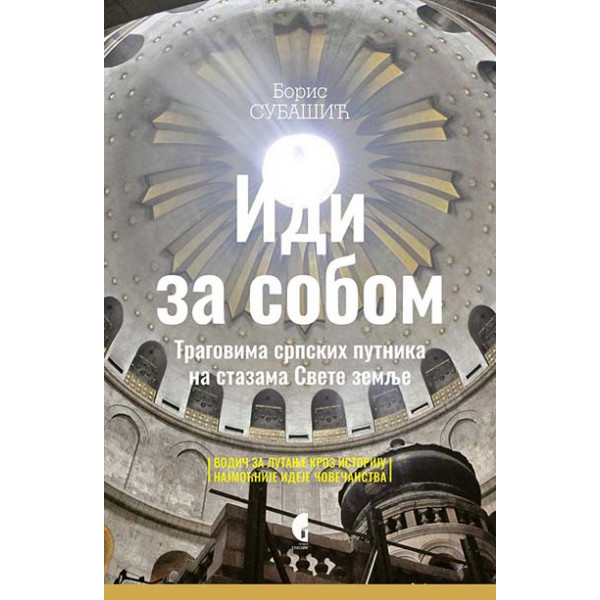 Борис
СУБАШИЋ
Иди
за собом
Траговима српских путника
на стазама Свете земље
ВОДИЧ ЗА ЛУТАЊЕ КРОЗ ИСТОРИЈУ
НАЈМОЋНИЈЕ ИДЕЈЕ ЧОВЕЧАНСТВА
ГЛАСНИК